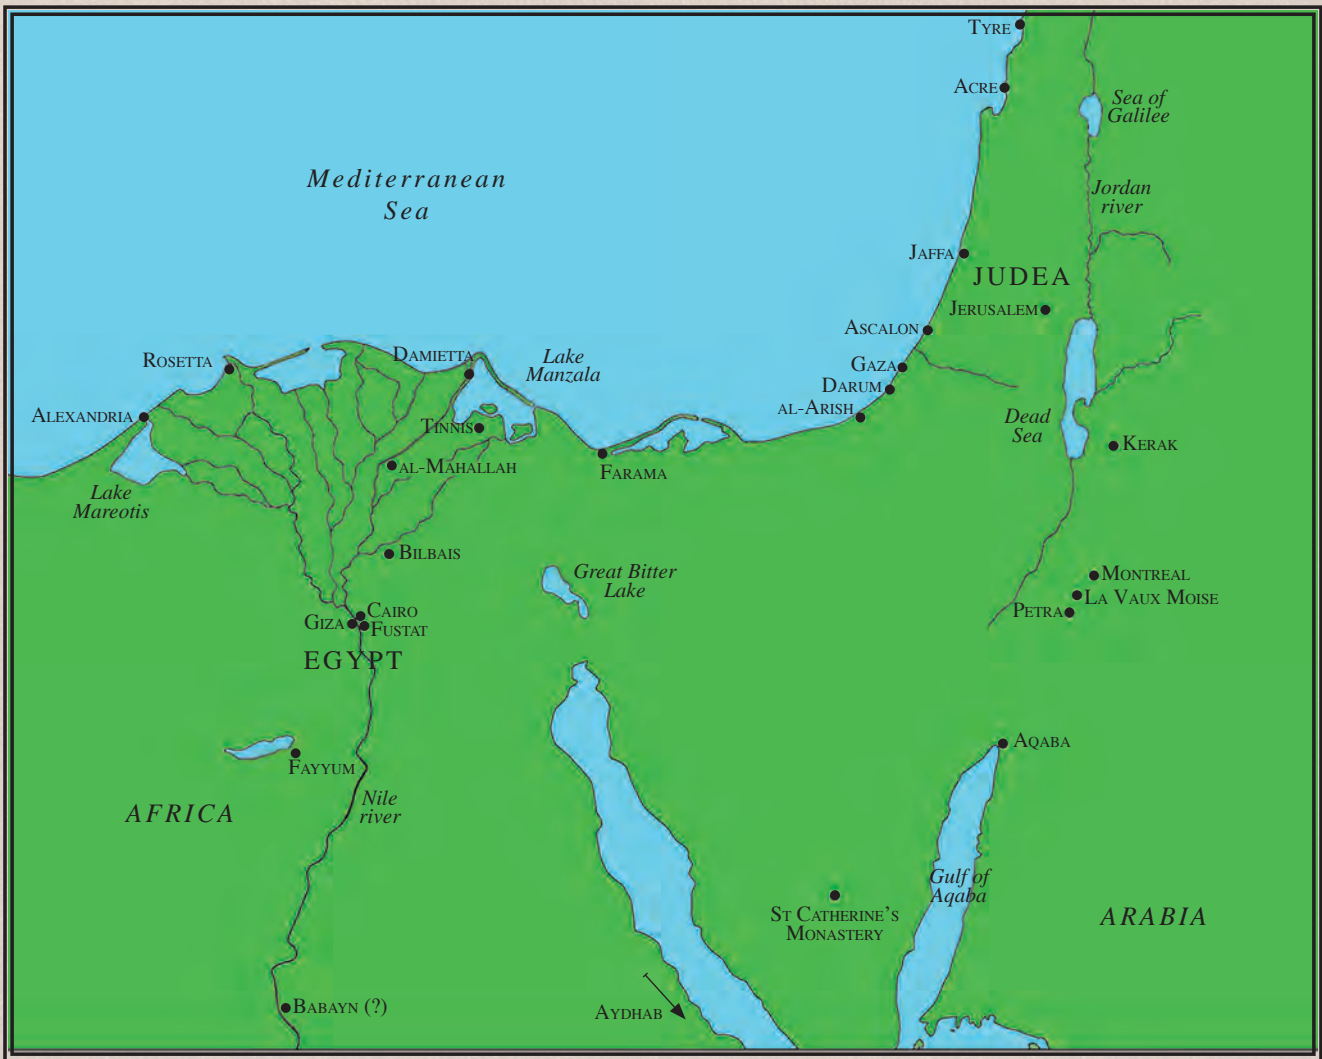 Tyre
Acre
Sea of
Galilee
Mediterranean
Sea
Jordan
river
Jaffa
JUDEA
Jerusalem
Ascalon
Rosetta
Damietta
Lake
Manzala
Gaza
Darum
al-Arish
Alexandria
Tinnis
Dead
Sea
Kerak
al-Mahallah
Farama
Lake
Mareotis
Bilbais
Great Bitter
Lake
Montreal
La Vaux Moise
Petra
Cairo
Giza
Fustat
EGYPT
Aqaba
Fayyum
AFRICA
Nile
river
Gulf of
Aqaba
St Catherine's
Monastery
ARABIA
Aydhab
Babayn (?)